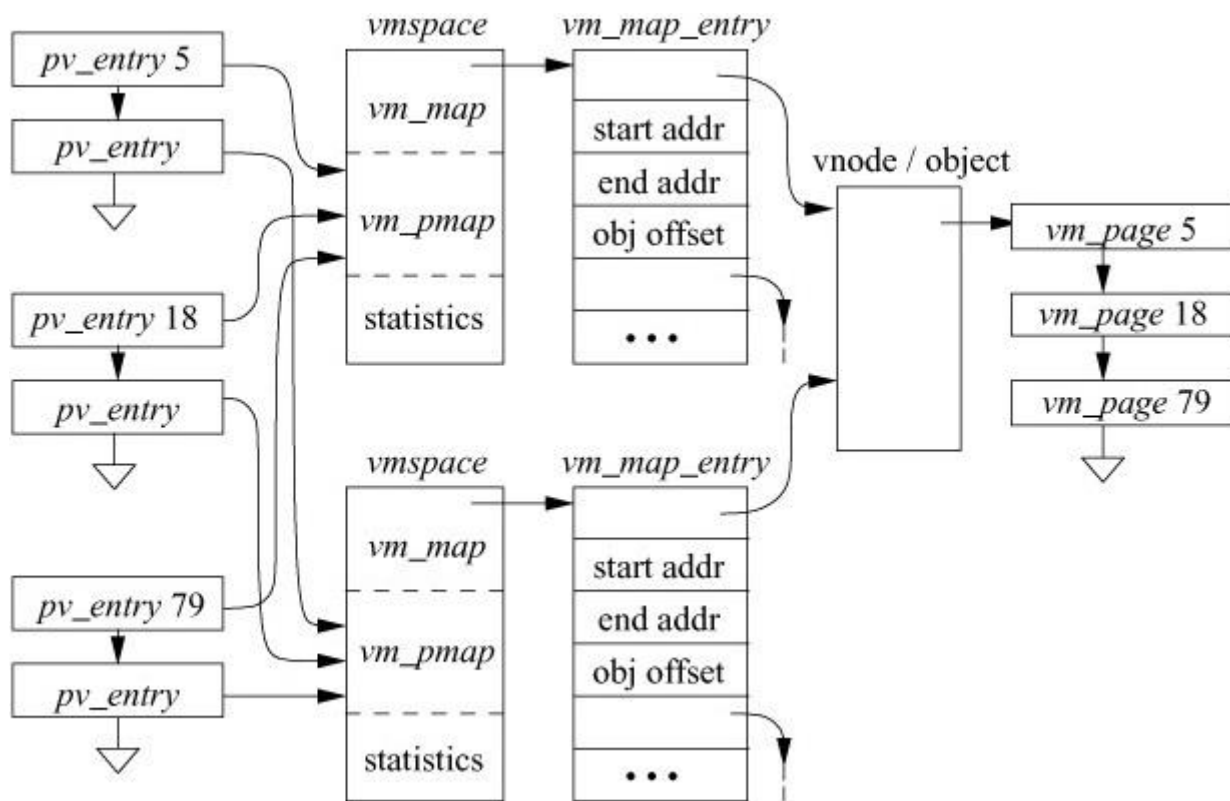 vmspace
vm_map_entry
pv_entry 5
pv_entry
vm_map
vm_pmap
statistics
start addr
end addr
obj offset
•••
vnode / object
vm_page 5
vm_page 18
vm_page 79
pv_entry 18
pv_entry
vmspace
vm_map_entry
pv_entry 79
pv_entry
vm_map
vm_pmap
statistics
start addr
end addr
obj offset
•••